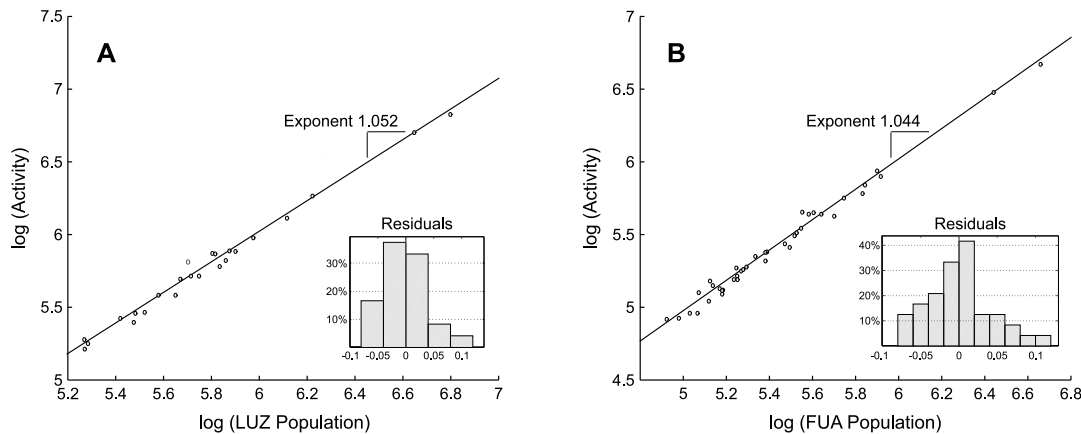 A
log (Activity)
7.5
7
6.5
6
5.5
5
Exponent 1.052
Residuals
30%
20%
10%
-0.1 -0.05 0 0.05 0.1
5.2 5.4 5.6 5.8 6 6.2 6.4 6.6 6.8 7
log (LUZ Population)
B
log (Activity)
7
6.5
6
5.5
5
4.5
Exponent 1.044
Residuals
40%
30%
20%
10%
-0.1 -0.05 0 0,05 0.1
5 5.2 5.4 5.6 5.8 6 6.2 6.4 6.6 6.8
log (FUA Population)